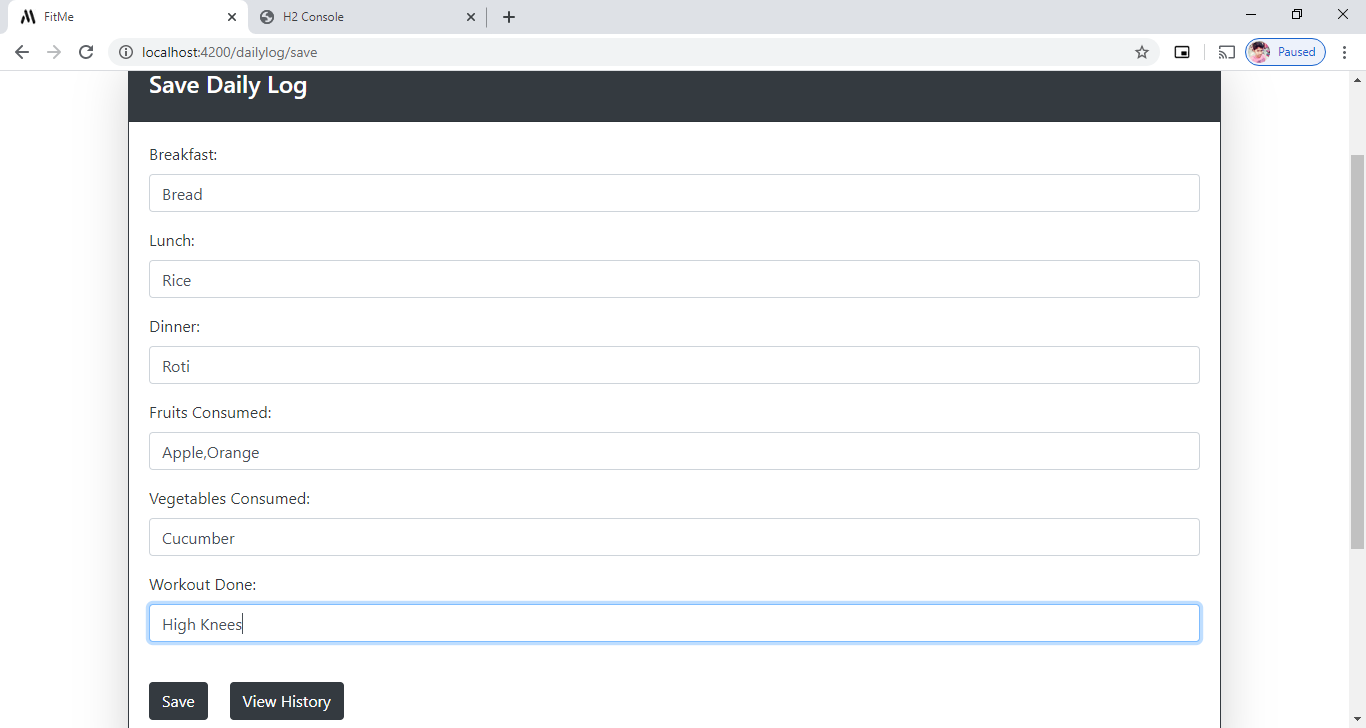 FitMe
H2 Console
localhost:4200/dailylog/save
Paused
Save Daily Log
Breakfast:
Bread
Lunch:
Rice
Dinner:
Roti
Fruits Consumed:
Apple,Orange
Vegetables Consumed:
Cucumber
Workout Done:
High Knees
Save
View History